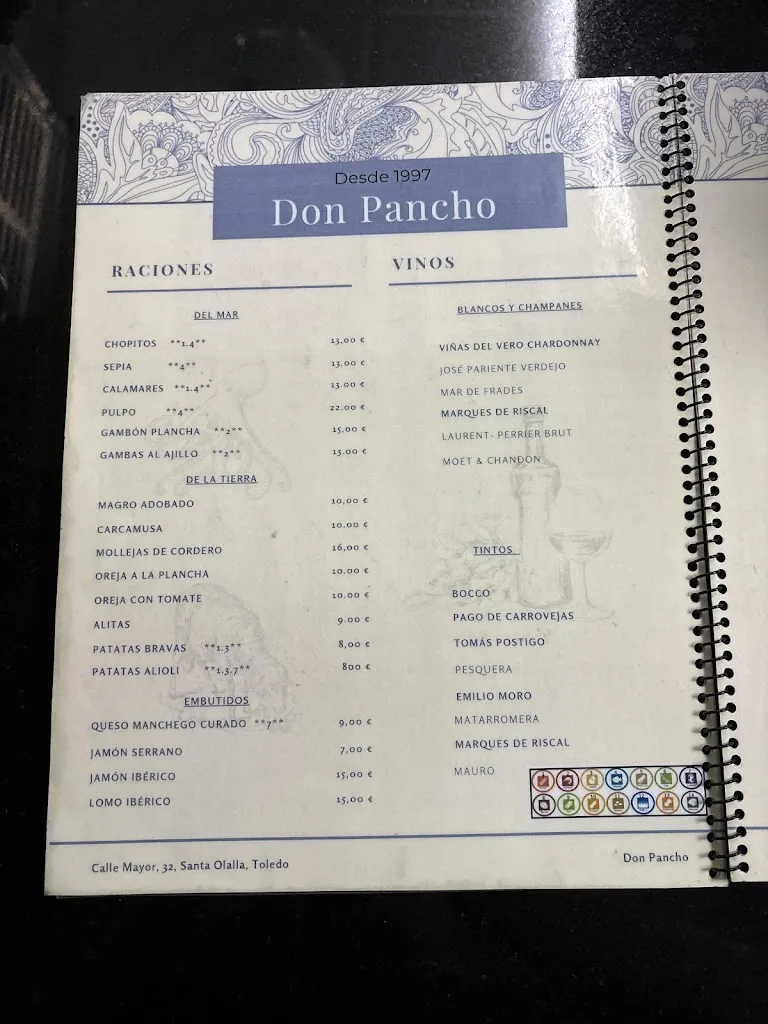 Desde 1997
Don Pancho
RACIONES
DEL MAR
CHOPITOS **1.4** 13,00 €
SEPIA **4** 13.00 €
CALAMARES **1.4** 13.00 €
PULPO **4** 22.00 €
GAMBÓN PLANCHA **2** 15,00 €
GAMBAS AL AJILLO **2** 13.00 €
DE LA TIERRA
MAGRO ADOBADO 10,00 €
CARCAMUSA 10.00 €
MOLLEJAS DE CORDERO 16,00 €
OREJA A LA PLANCHA 10.00 €
OREJA CON TOMATE 10.00 €
ALITAS 9.00 €
PATATAS BRAVAS **1.3** 8,00 €
PATATAS ALIOLI **1.3.7** 800 €
EMBUTIDOS
QUESO MANCHEGO CURADO **7** 9,00 €
JAMÓN SERRANO 7,00 €
JAMÓN IBÉRICO 15,00 €
LOMO IBÉRICO 15,00 €
VINOS
BLANCOS Y CHAMPANES
VIÑAS DEL VERO CHARDONNAY
JOSÉ PARIENTE VERDEJO
MAR DE FRADES
MARQUES DE RISCAL
LAURENT- PERRIER BRUT
MOET & CHANDON
TINTOS
BOCCO
PAGO DE CARROVEJAS
TOMÁS POSTIGO
PESQUERA
EMILIO MORO
MATARROMERA
MARQUES DE RISCAL
MAURO
Calle Mayor, 32, Santa Olalla, Toledo
Don Pancho